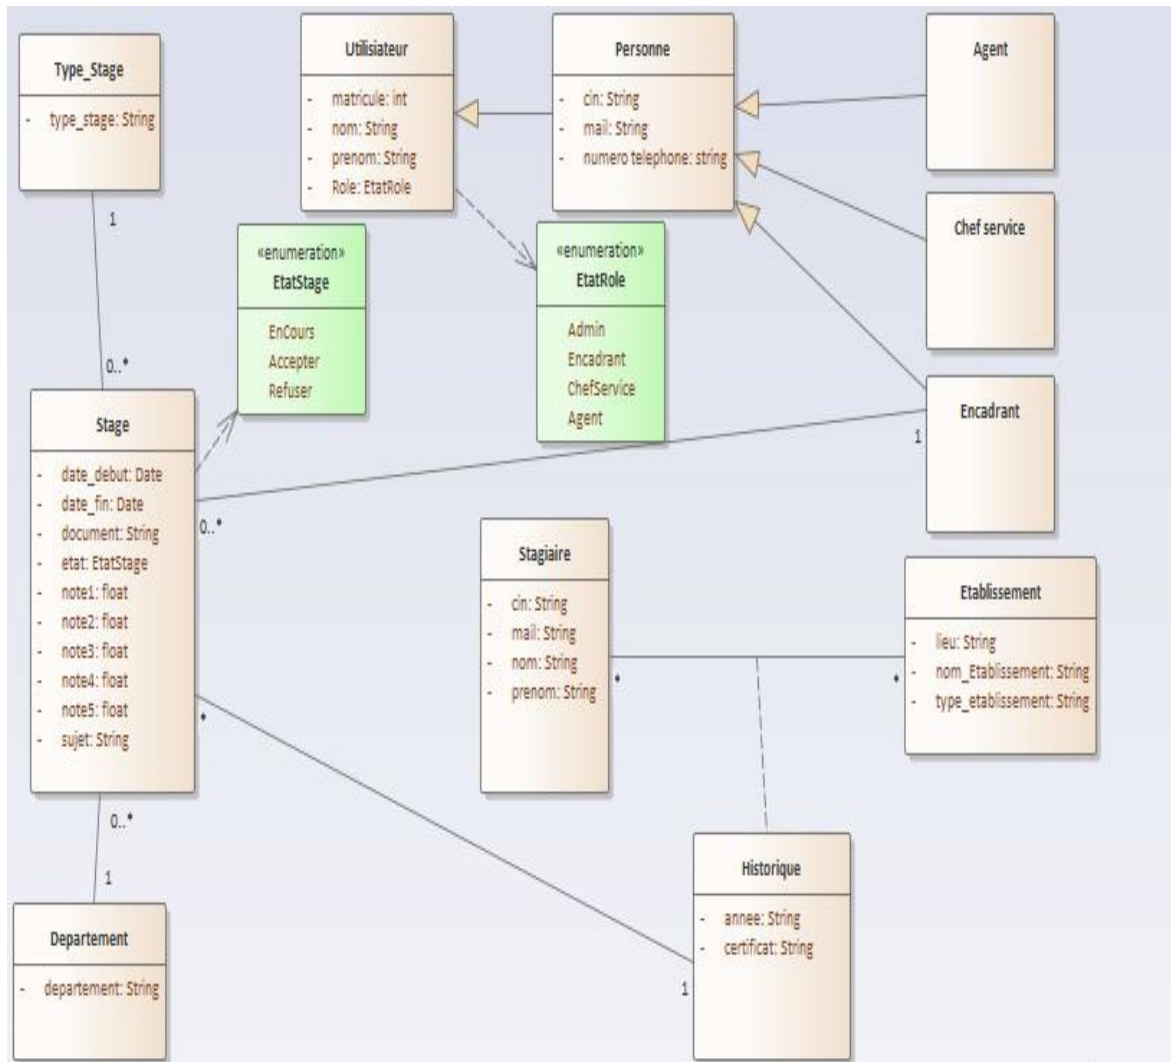 Type_Stage
- type_stage: String
1
0..*
Utilisiateur
- matricule: int
- nom: String
- prenom: String
- Role: EtatRole
Personne
- cin: String
- mail: String
- numero telephone: string
Agent
Chef service
«enumeration»
EtatStage
EnCours
Accepter
Refuser
«enumeration»
EtatRole
Admin
Encadrant
ChefService
Agent
Encadrant
1
Stage
- date_debut: Date
- date_fin: Date
- document: String
- etat: EtatStage
- note1: float
- note2: float
- note3: float
- note4: float
- note5: float
- sujet: String
0..*
*
0..*
1
Stagiaire
- cin: String
- mail: String
- nom: String
- prenom: String
*
*
Etablissement
- lieu: String
- nom_Etablissement: String
- type_etablissement: String
Historique
- annee: String
- certificat: String
1
Departement
- departement: String